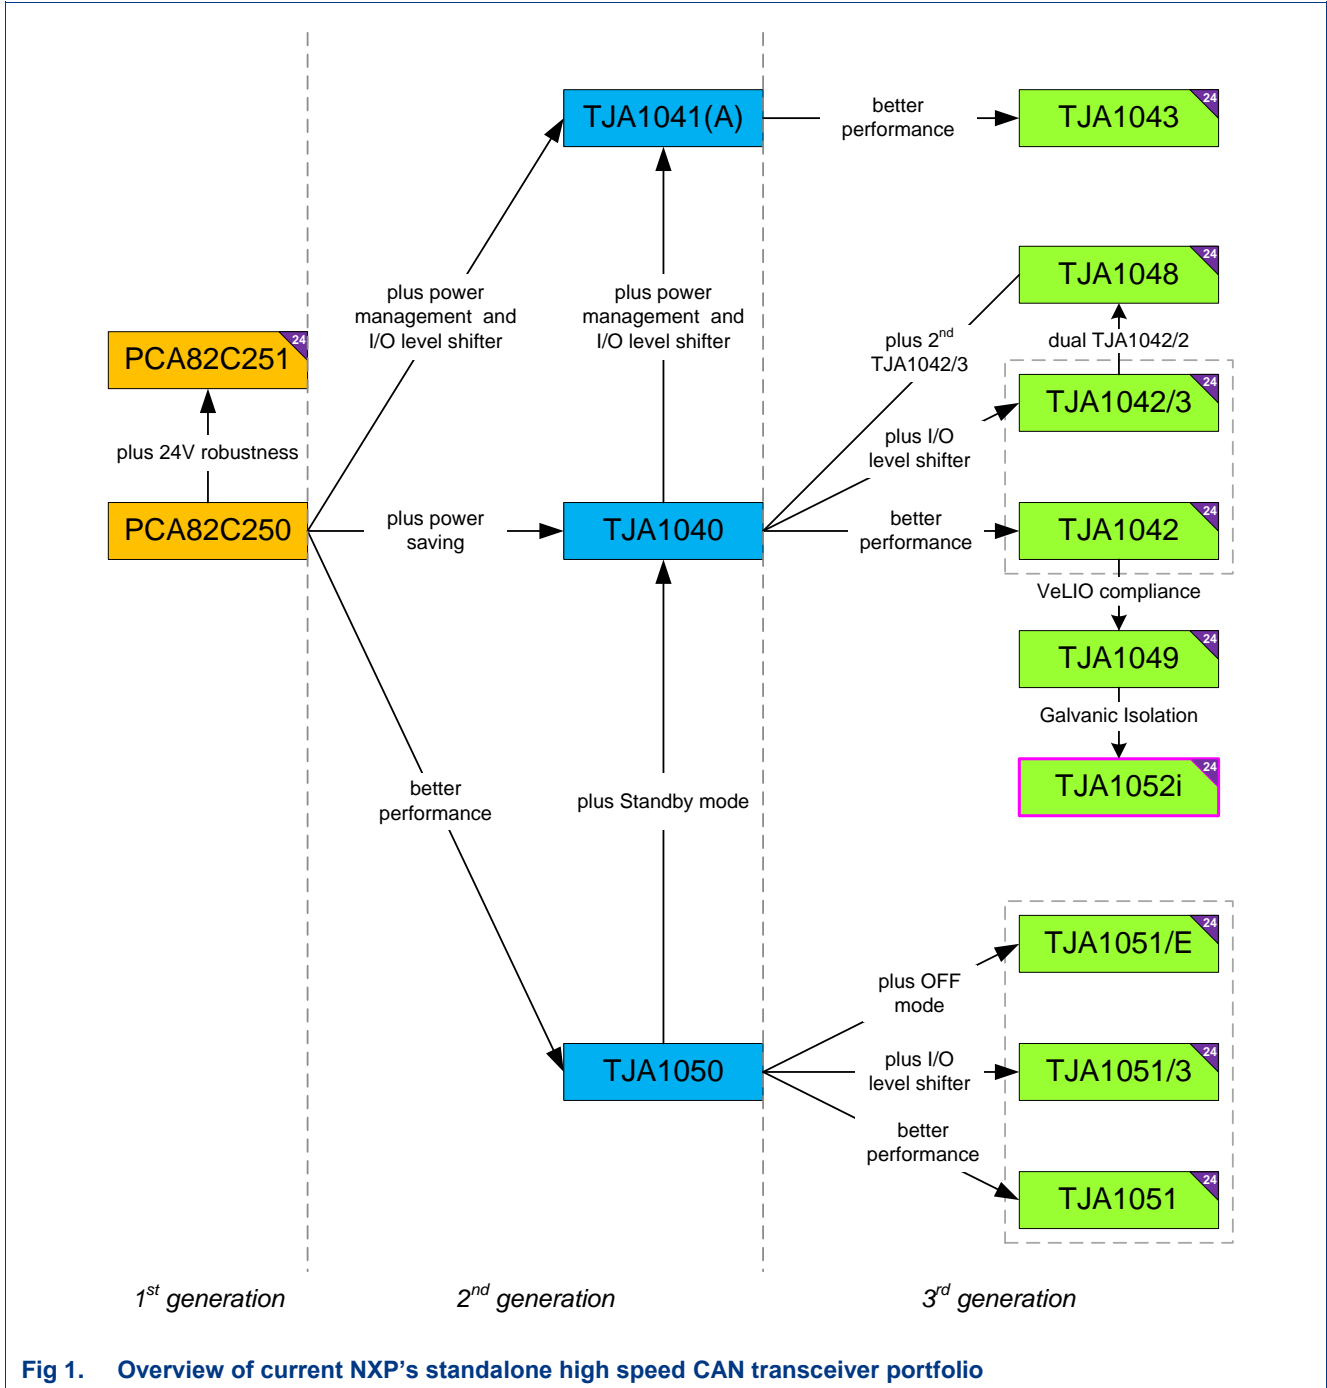 TJA1041(A)
better
performance
24
TJA1043
24
TJA1048
plus power
management and
I/O level shifter
plus power
management and
I/O level shifter
plus 2nd
TJA1042/3
dual TJA1042/2
24
PCA82C251
24
TJA1042/3
plus 24V robustness
plus I/O
level shifter
PCA82C250
plus power
saving
TJA1040
better
performance
24
TJA1042
VeLIO compliance
24
TJA1049
Galvanic Isolation
24
TJA1052i
better
performance
plus Standby mode
24
TJA1051/E
plus OFF
mode
TJA1050
plus I/O
level shifter
24
TJA1051/3
better
performance
24
TJA1051
1st generation
2nd generation
3rd generation
Fig 1. Overview of current NXP's standalone high speed CAN transceiver portfolio